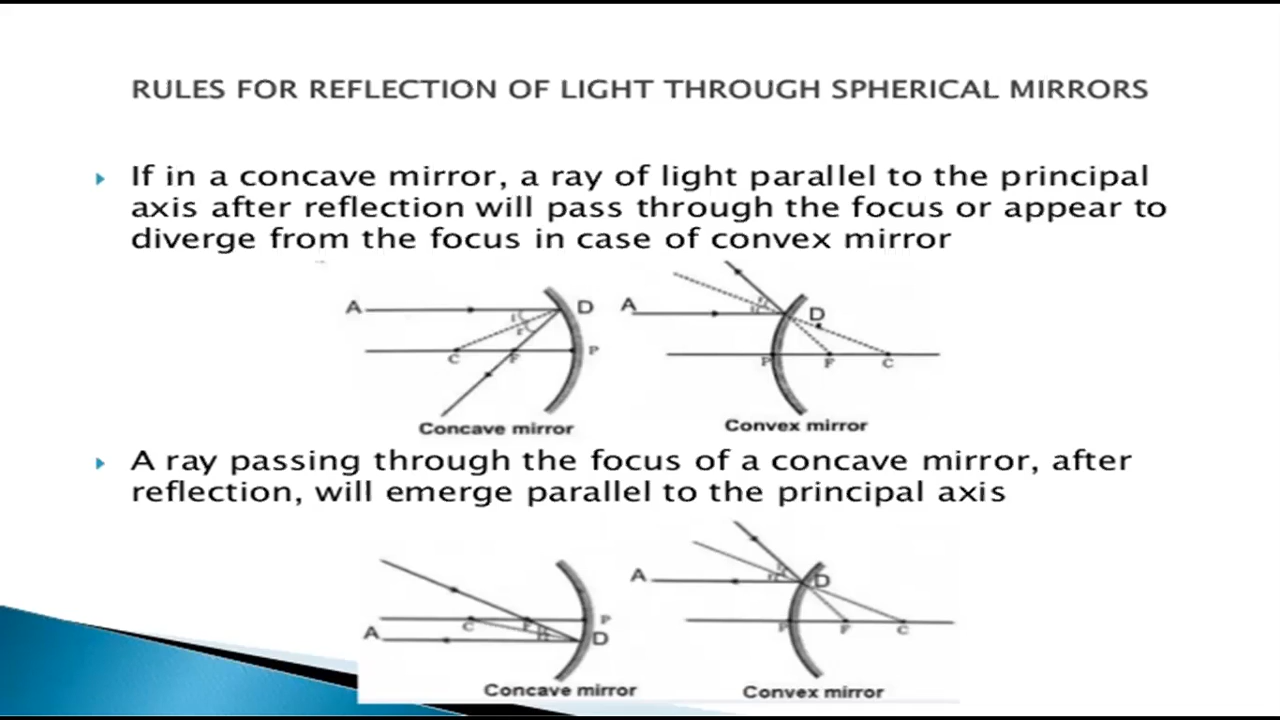 RULES FOR REFLECTION OF LIGHT THROUGH SPHERICAL MIRRORS
If in a concave mirror, a ray of light parallel to the principal
axis after reflection will pass through the focus or appear to
diverge from the focus in case of convex mirror
A D A D
C F P P F C
Concave mirror Convex mirror
A ray passing through the focus of a concave mirror, after
reflection, will emerge parallel to the principal axis
A D
P P F C
C F
A D
Concave mirror Convex mirror